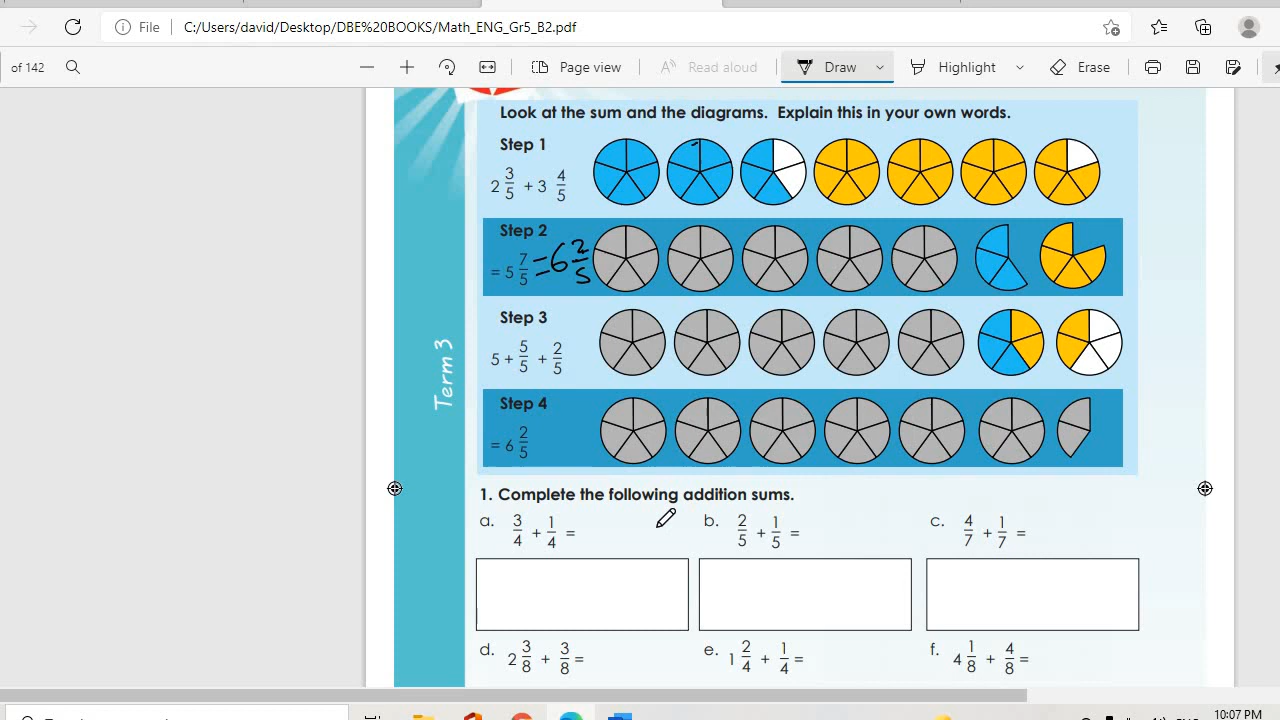 File C:/Users/david/Desktop/DBE%20BOOKS/Math_ENG_Gr5_B2.pdf
of 142 Page view Read aloud Draw Highlight Erase
Look at the sum and the diagrams. Explain this in your own words.
Step 1
2 3/5 + 3 4/5
Step 2
= 5 7/5 = 6 2/5
Step 3
5 + 5/5 + 2/5
Step 4
= 6 2/5
Term 3
1. Complete the following addition sums.
a. 3/4 + 1/4 = b. 2/5 + 1/5 = c. 4/7 + 1/7 =
d. 2 3/8 + 3/8 = e. 1 2/4 + 1/4 = f. 4 1/8 + 4/8 =
10:07 PM